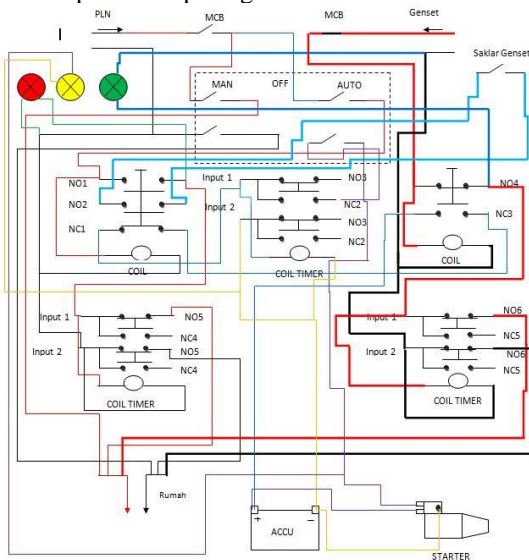 PLN
MCB
MCB
Genset
Saklar Genset
MAN
OFF
AUTO
NO1
NO2
NC1
COIL
Input 1
Input 2
NO3
NC2
NO3
NC2
COIL TIMER
NO4
NC3
COIL
Input 1
Input 2
NO5
NC4
NO5
NC4
COIL TIMER
Input 1
Input 2
NO6
NC5
NO6
NC5
COIL TIMER
Rumah
+
−
ACCU
STARTER